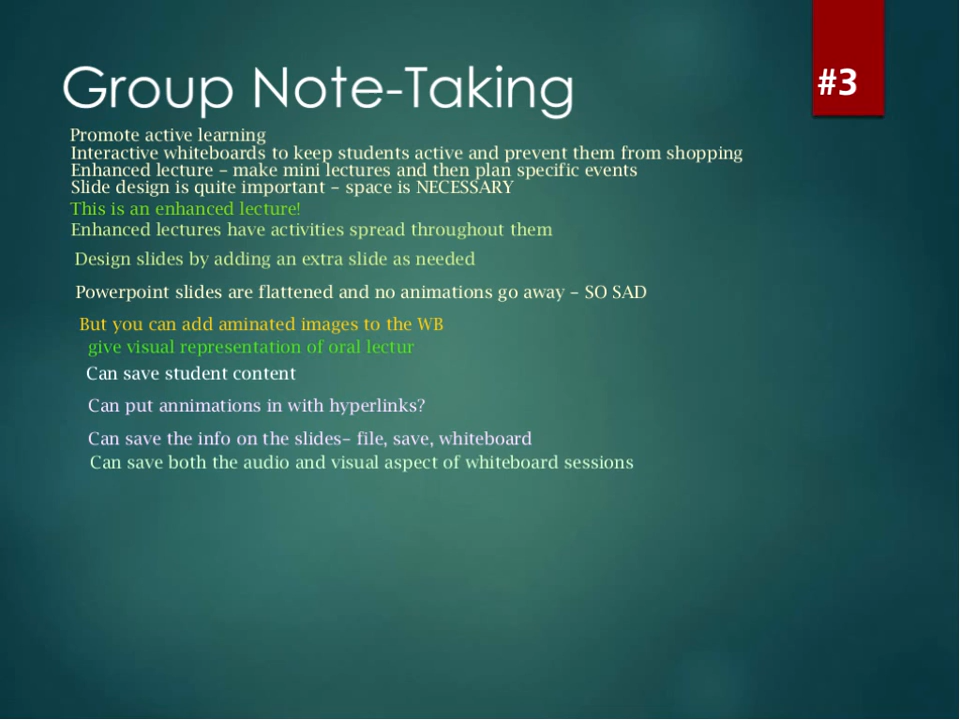 Group Note-Taking
#3
Promote active learning
Interactive whiteboards to keep students active and prevent them from shopping
Enhanced lecture – make mini lectures and then plan specific events
Slide design is quite important – space is NECESSARY
This is an enhanced lecture!
Enhanced lectures have activities spread throughout them
Design slides by adding an extra slide as needed
Powerpoint slides are flattened and no animations go away – SO SAD
But you can add aminated images to the WB
give visual representation of oral lectur
Can save student content
Can put annimations in with hyperlinks?
Can save the info on the slides– file, save, whiteboard
Can save both the audio and visual aspect of whiteboard sessions